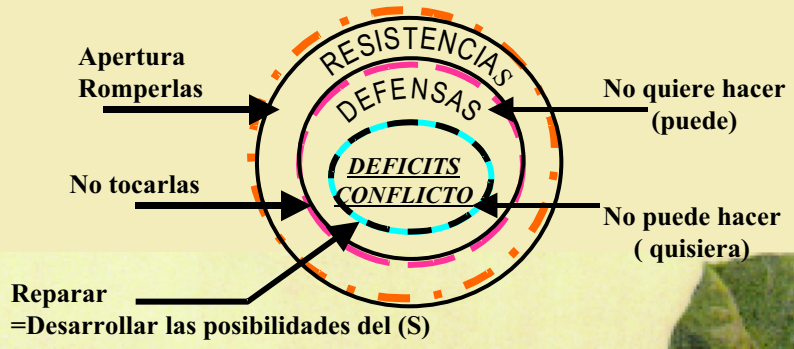 RESISTENCIAS
Apertura
Romperlas
DEFENSAS
No quiere hacer
(puede)
DEFICITS
CONFLICTO
No tocarlas
No puede hacer
( quisiera)
Reparar
=Desarrollar las posibilidades del (S)